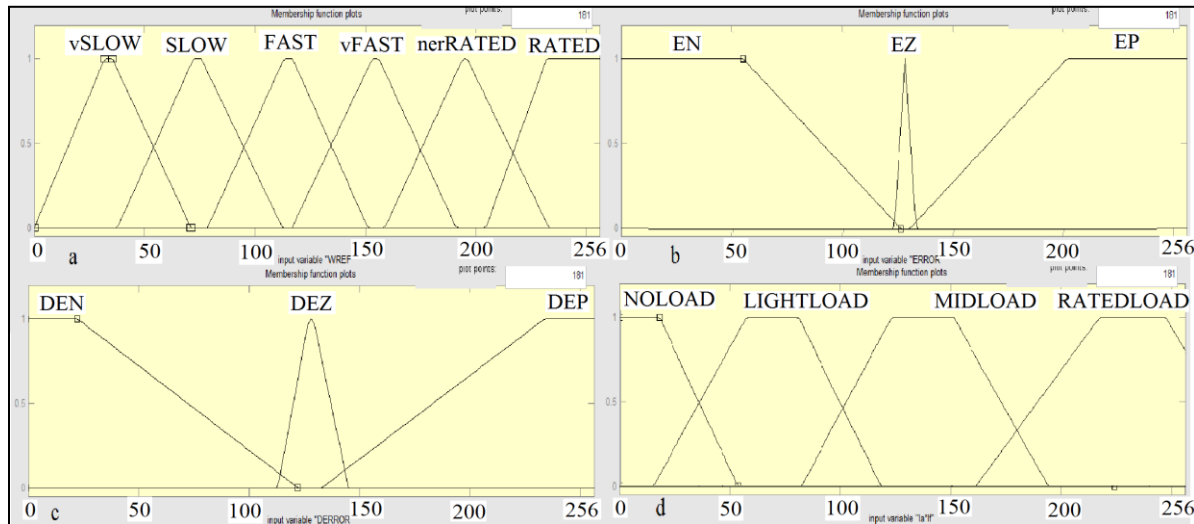 Membership function plots
plot points:
181
vSLOW SLOW FAST vFAST nerRATED RATED
1
0.5
0
0 50 100 150 200 256
a
input variable "WREF
Membership function plots
plot points:
181
EN EZ EP
1
0.5
0
0 50 100 150 200 256
b
input variable "ERROR
Membership function plots
plot points:
181
DEN DEZ DEP
1
0.5
0
0 50 100 150 200 256
c
input variable "DERROR
Membership function plots
plot points:
181
NOLOAD LIGHTLOAD MIDLOAD RATEDLOAD
1
0.5
0
0 50 100 150 200 256
d
input variable "Ia*If"